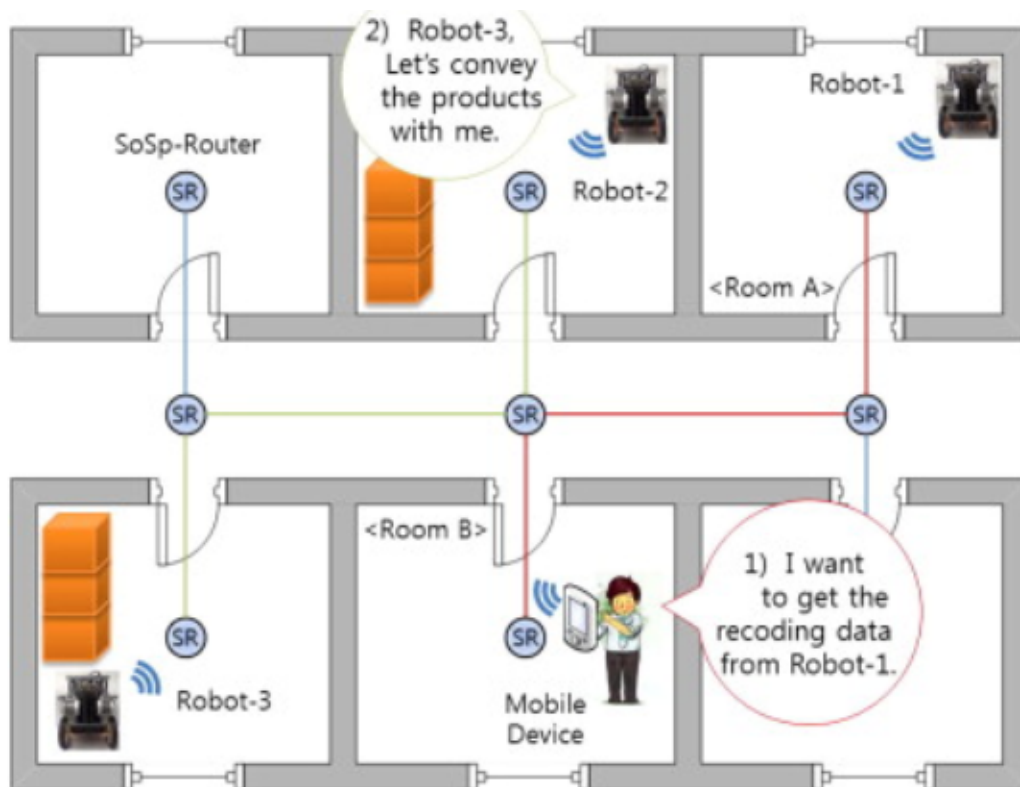 2) Robot-3,
Let's convey
the products
with me.
Robot-1
SoSp-Router
SR
SR
Robot-2
SR
<Room A>
SR
SR
SR
<Room B>
1) I want
to get the
recoding data
from Robot-1.
SR
Robot-3
SR
Mobile
Device